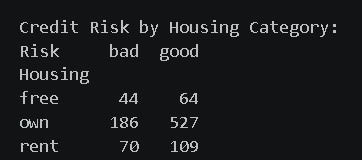 Credit Risk by Housing Category:
Risk     bad  good
Housing
free      44    64
own      186   527
rent      70   109